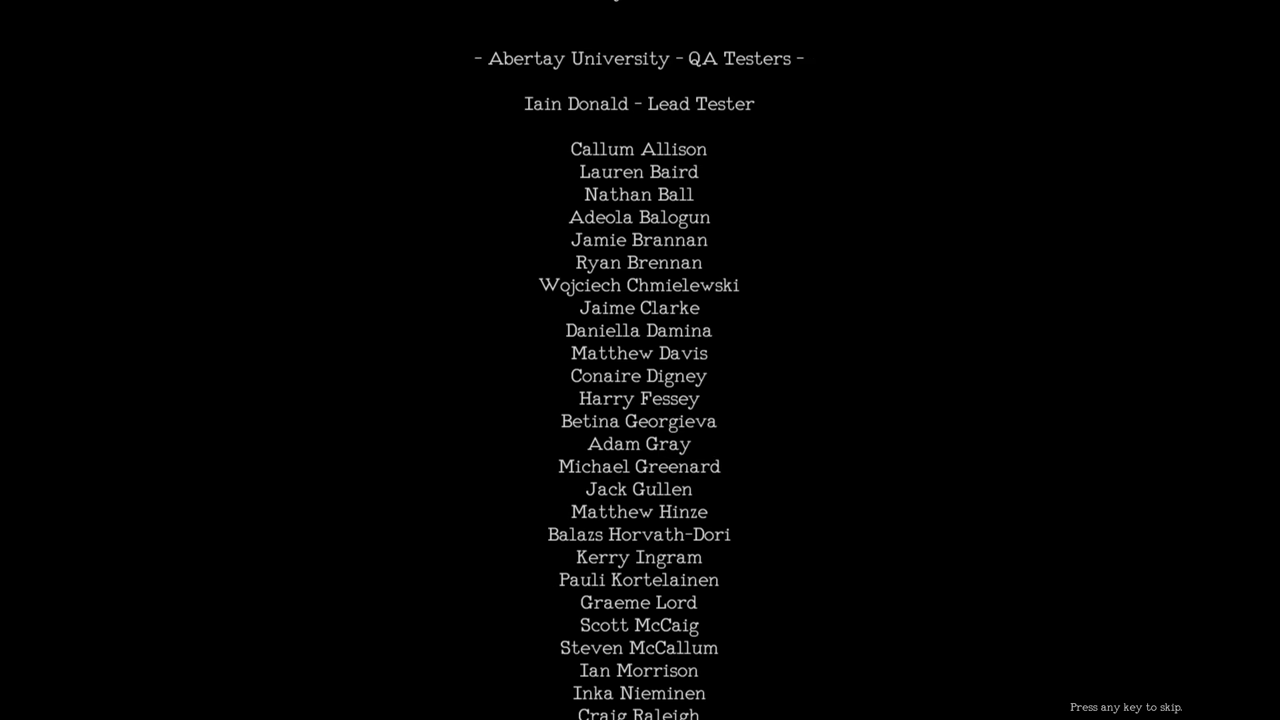 - Abertay University - QA Testers -
Iain Donald - Lead Tester
Callum Allison
Lauren Baird
Nathan Ball
Adeola Balogun
Jamie Brannan
Ryan Brennan
Wojciech Chmielewski
Jaime Clarke
Daniella Damina
Matthew Davis
Conaire Digney
Harry Fessey
Betina Georgieva
Adam Gray
Michael Greenard
Jack Gullen
Matthew Hinze
Balazs Horvath-Dori
Kerry Ingram
Pauli Kortelainen
Graeme Lord
Scott McCaig
Steven McCallum
Ian Morrison
Inka Nieminen
Craig Raleigh
Press any key to skip.